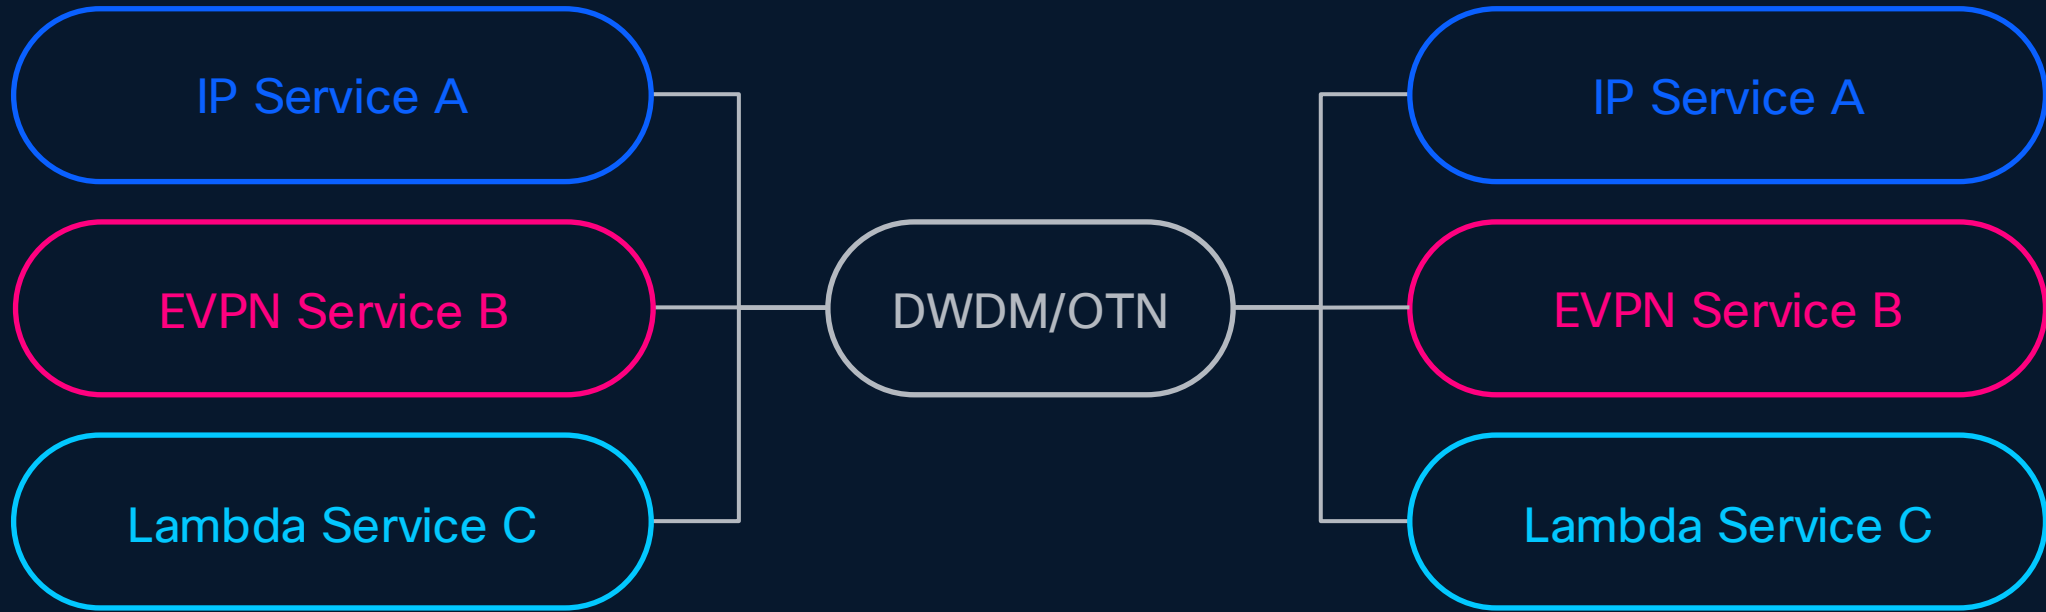 IP Service A
IP Service A
EVPN Service B
DWDM/OTN
EVPN Service B
Lambda Service C
Lambda Service C